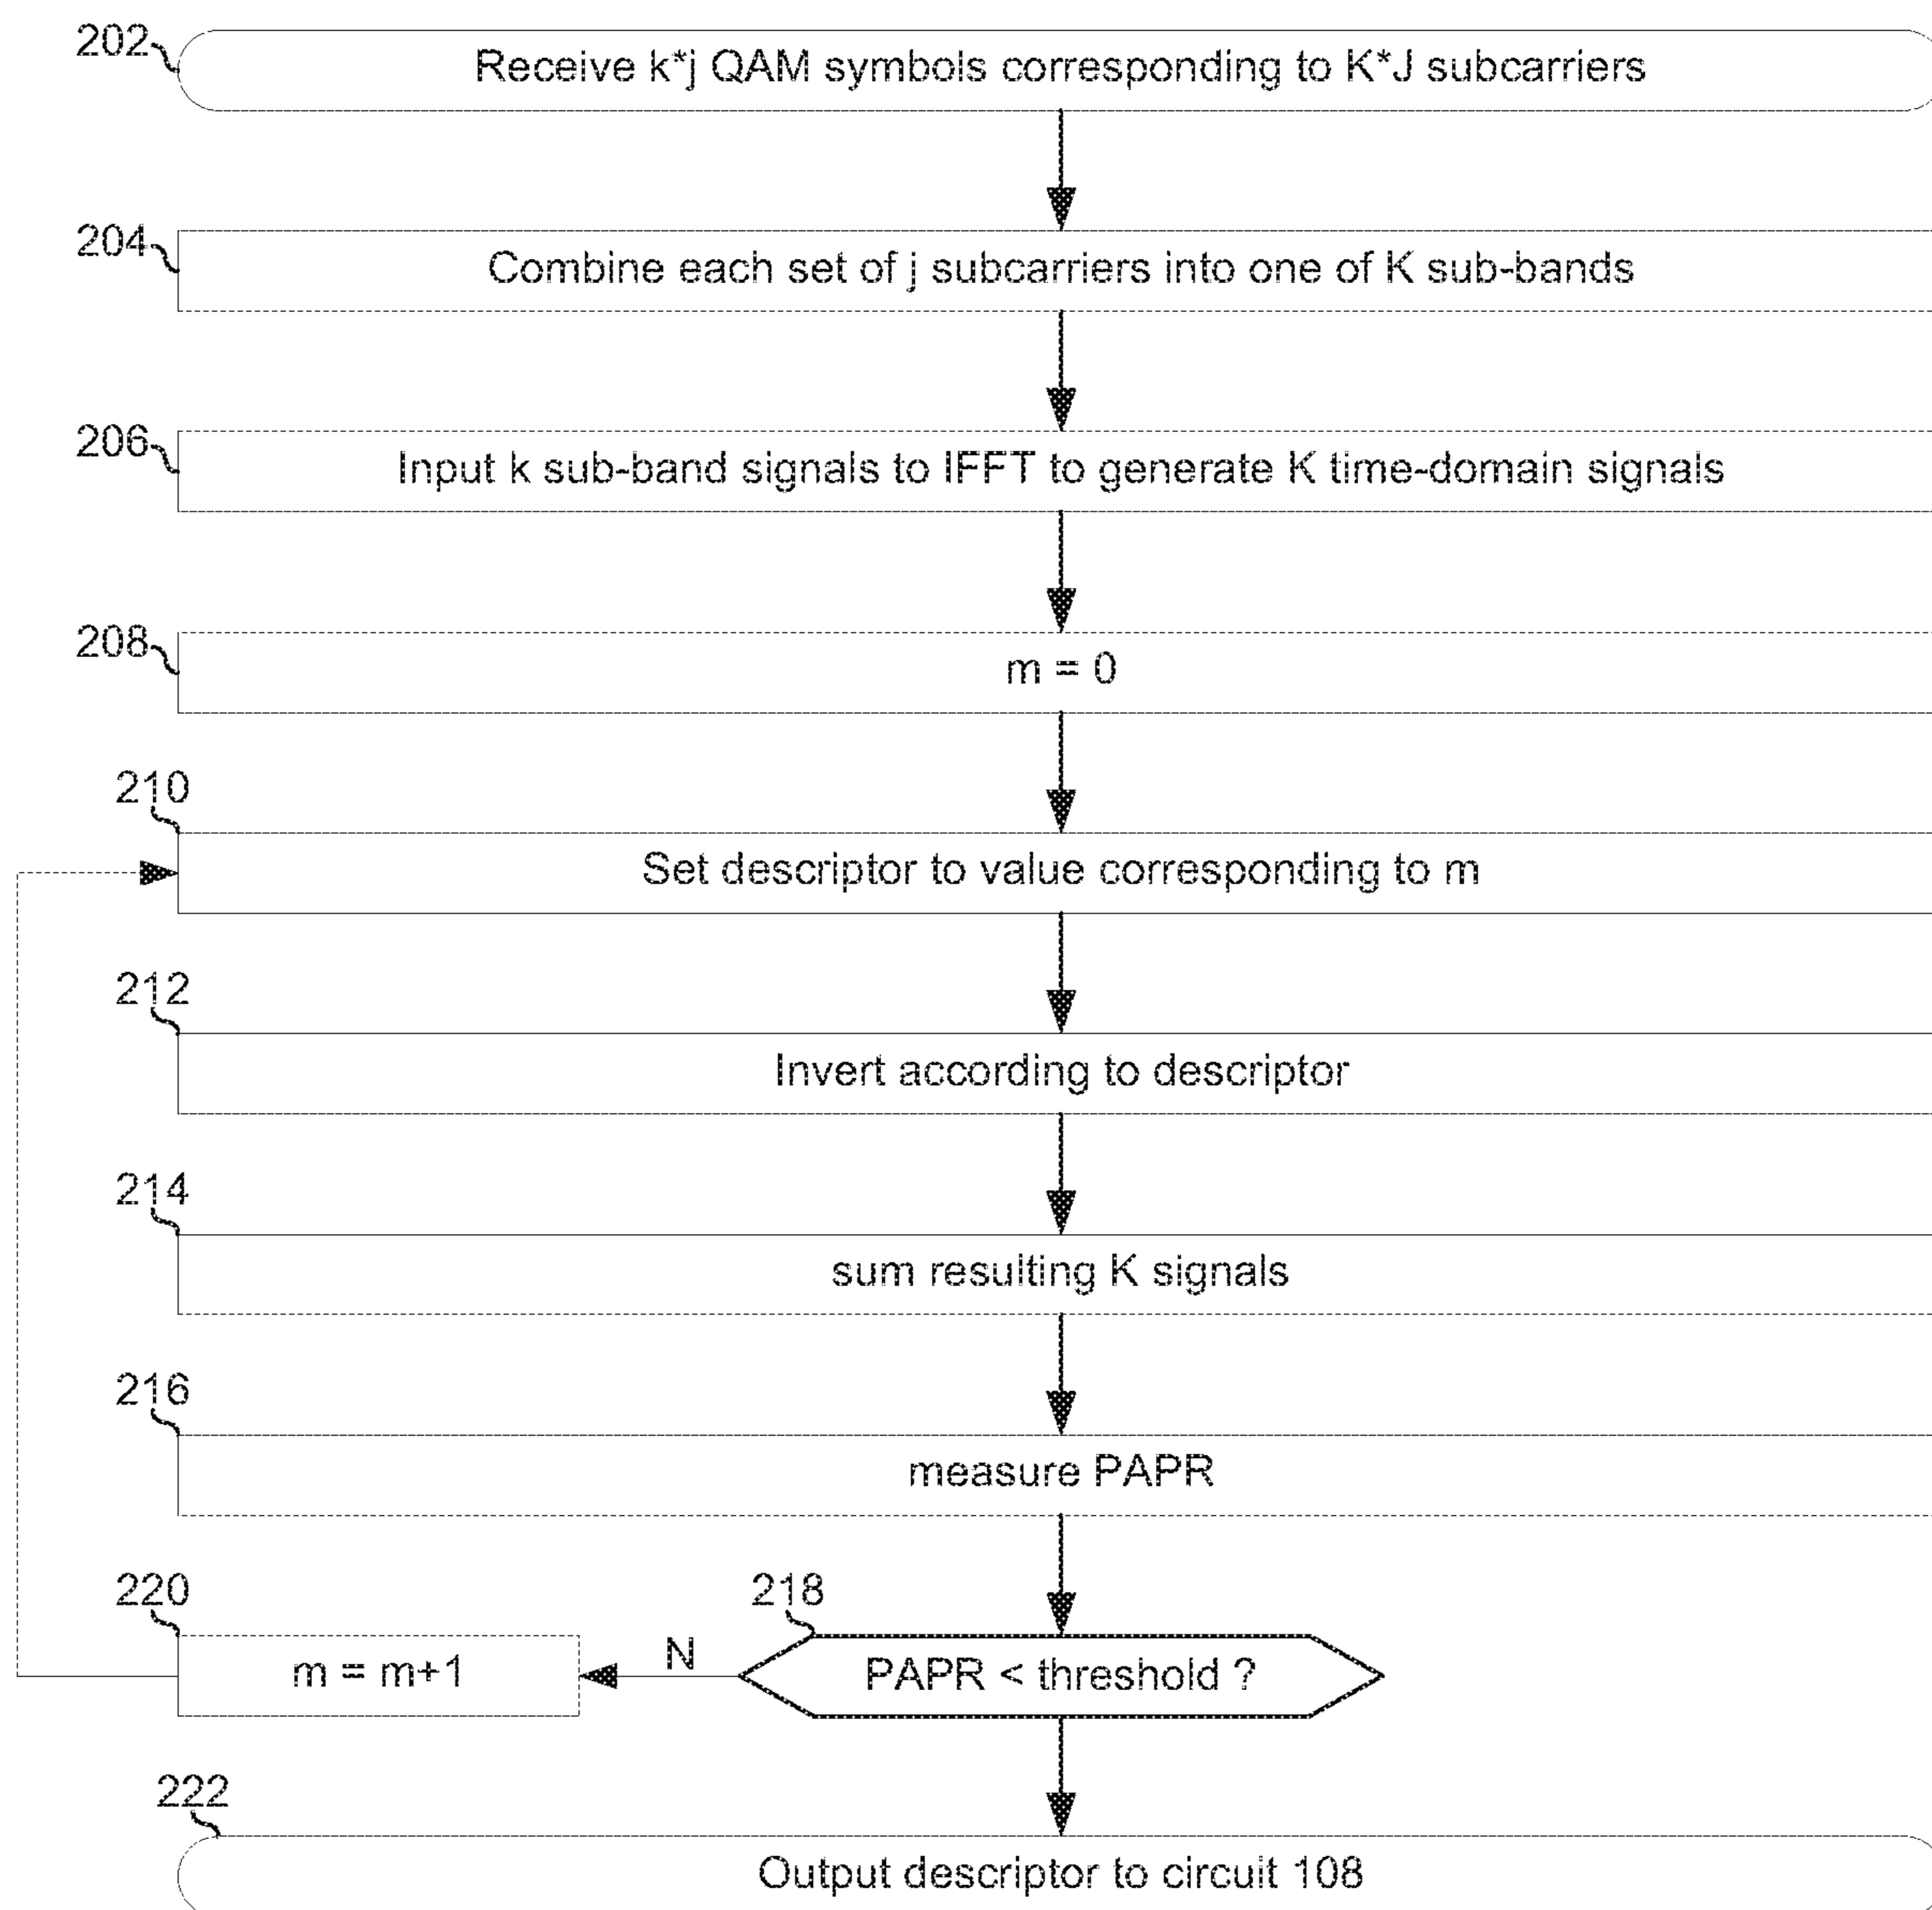 202
Receive k*j QAM symbols corresponding to K*J subcarriers
204
Combine each set of j subcarriers into one of K sub-bands
206
Input k sub-band signals to IFFT to generate K time-domain signals
208
m = 0
210
Set descriptor to value corresponding to m
212
Invert according to descriptor
214
sum resulting K signals
216
measure PAPR
220
218
m = m+1
N
PAPR < threshold ?
222
Output descriptor to circuit 108